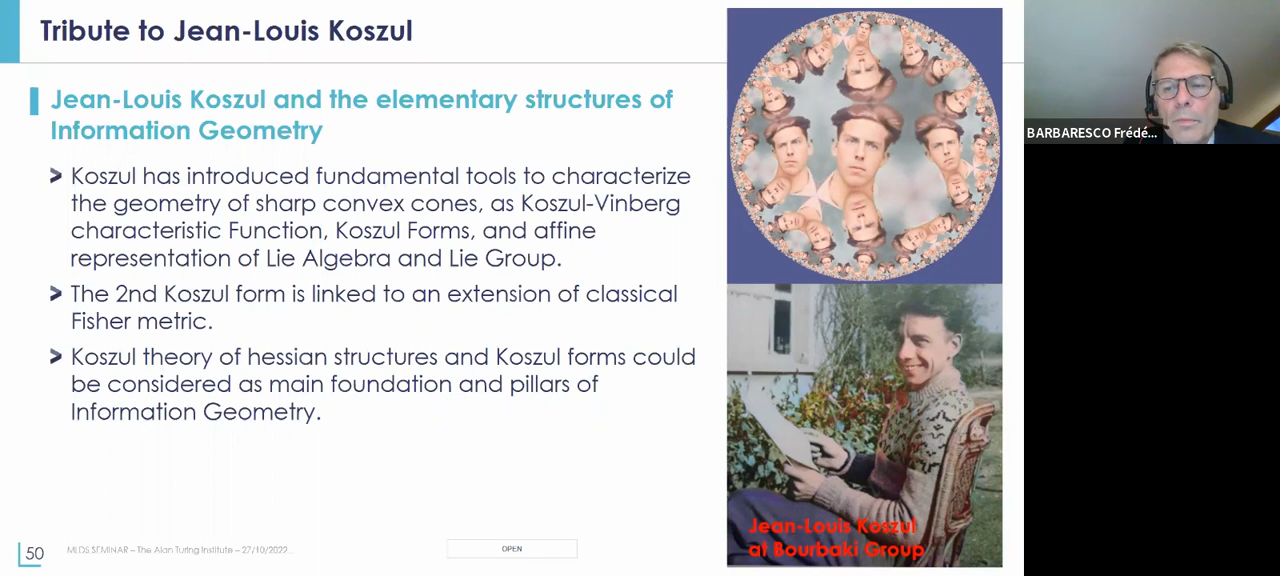 Tribute to Jean-Louis Koszul
Jean-Louis Koszul and the elementary structures of
Information Geometry
Koszul has introduced fundamental tools to characterize
the geometry of sharp convex cones, as Koszul-Vinberg
characteristic Function, Koszul Forms, and affine
representation of Lie Algebra and Lie Group.
The 2nd Koszul form is linked to an extension of classical
Fisher metric.
Koszul theory of hessian structures and Koszul forms could
be considered as main foundation and pillars of
Information Geometry.
Jean-Louis Koszul
at Bourbaki Group
50
MLDS SEMINAR – The Alan Turing Institute – 27/10/2022
OPEN
BARBARESCO Frédé...